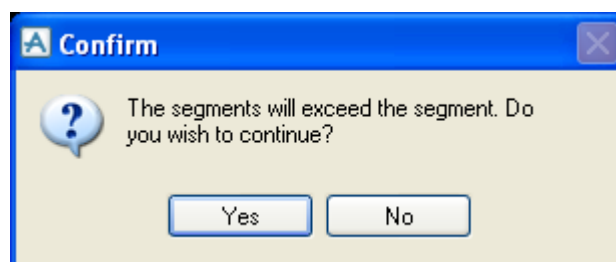 Confirm
The segments will exceed the segment. Do
you wish to continue?
Yes
No